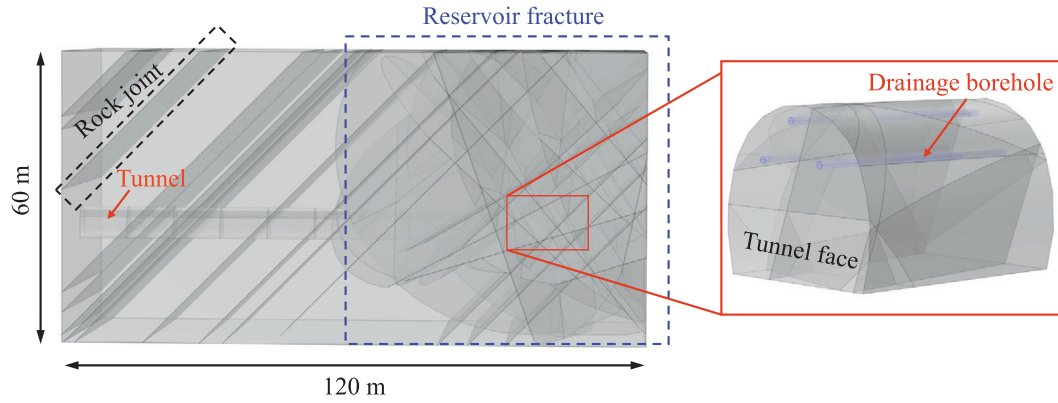 Reservoir fracture
Rock joint
Tunnel
60 m
120 m
Drainage borehole
Tunnel face